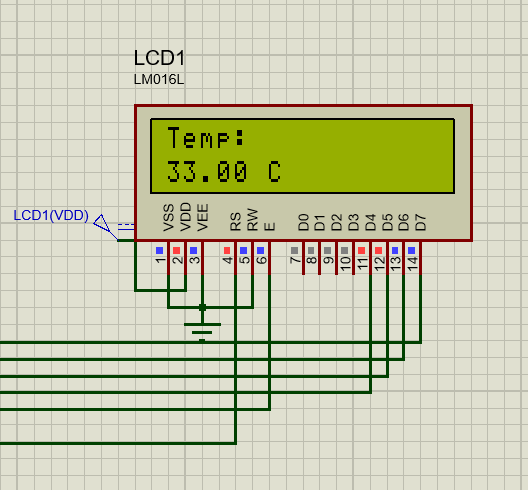 LCD1
LM016L
Temp:
33.00 C
LCD1(VDD)
VSS VDD VEE RS RW E D0 D1 D2 D3 D4 D5 D6 D7
1 2 3 4 5 6 7 8 9 10 11 12 13 14